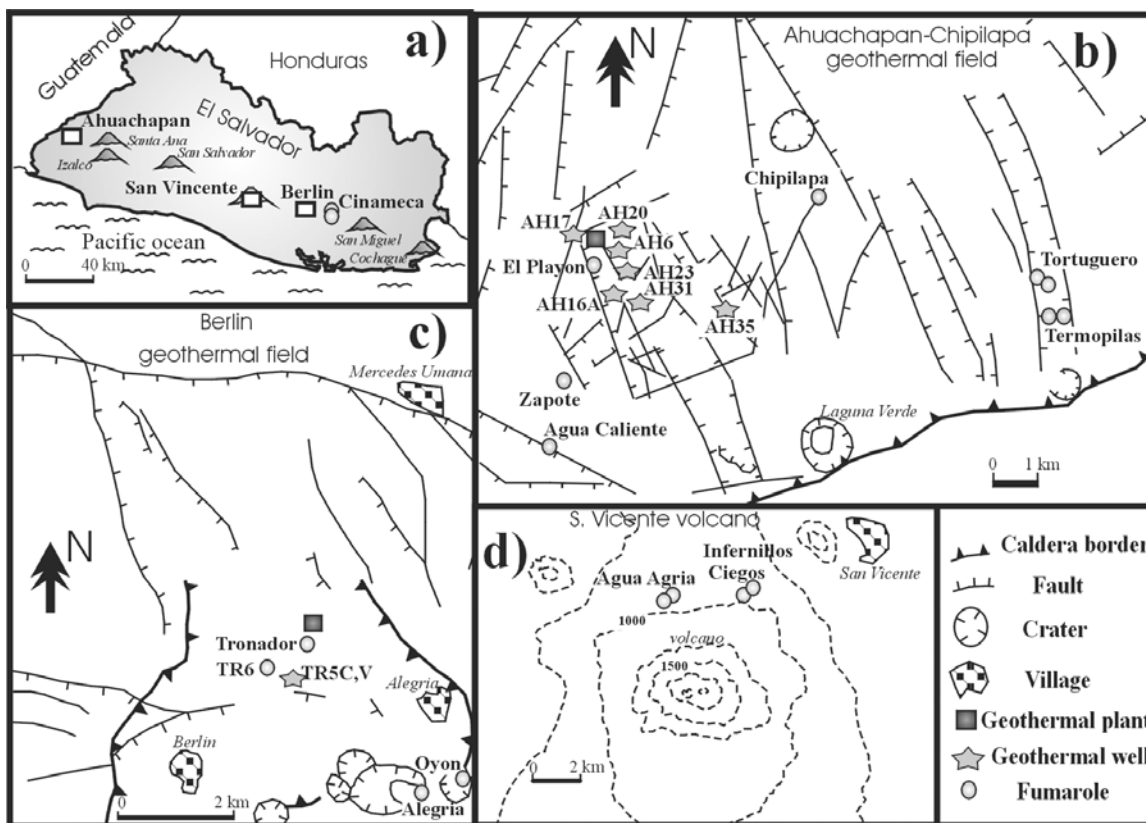 a)
Guatemala
Honduras
El Salvador
Ahuachapan
Santa Ana
Izalco
San Salvador
San Vincente
Berlin
Cinameca
San Miguel
Cochague
Pacific ocean
0 40 km
b)
N
Ahuachapan-Chipilapa
geothermal field
Chipilapa
AH17
AH20
AH6
El Playon
AH23
AH31
AH16A
AH35
Tortuguero
Termopilas
Zapote
Agua Caliente
Laguna Verde
0 1 km
c)
Berlin
geothermal field
Mercedes Umana
N
Tronador
TR6
TR5C,V
Alegria
Berlin
Oyon
Alegria
0 2 km
d)
S. Vicente volcano
Infernillos
Ciegos
Agua Agria
San Vicente
1000
volcano
1500
0 2 km
Caldera border
Fault
Crater
Village
Geothermal plant
Geothermal well
Fumarole